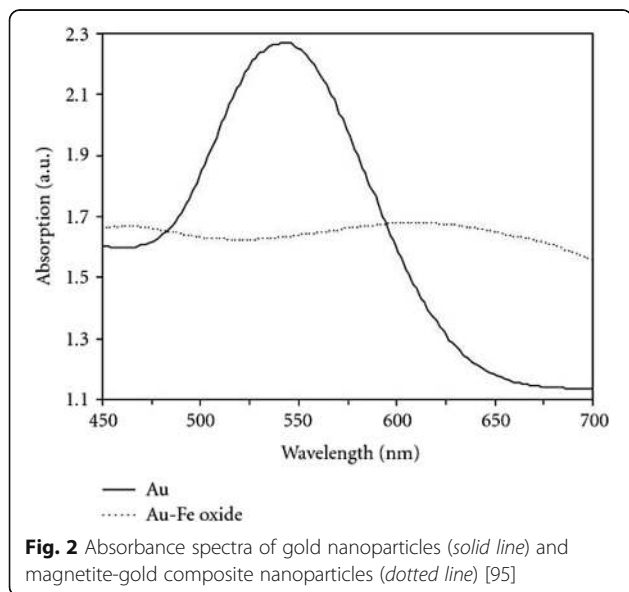 2.3
2.1
1.9
1.7
1.5
1.3
1.1
Absorption (a.u.)
450 500 550 600 650 700
Wavelength (nm)
Au
Au-Fe oxide
Fig. 2 Absorbance spectra of gold nanoparticles (solid line) and
magnetite-gold composite nanoparticles (dotted line) [95]